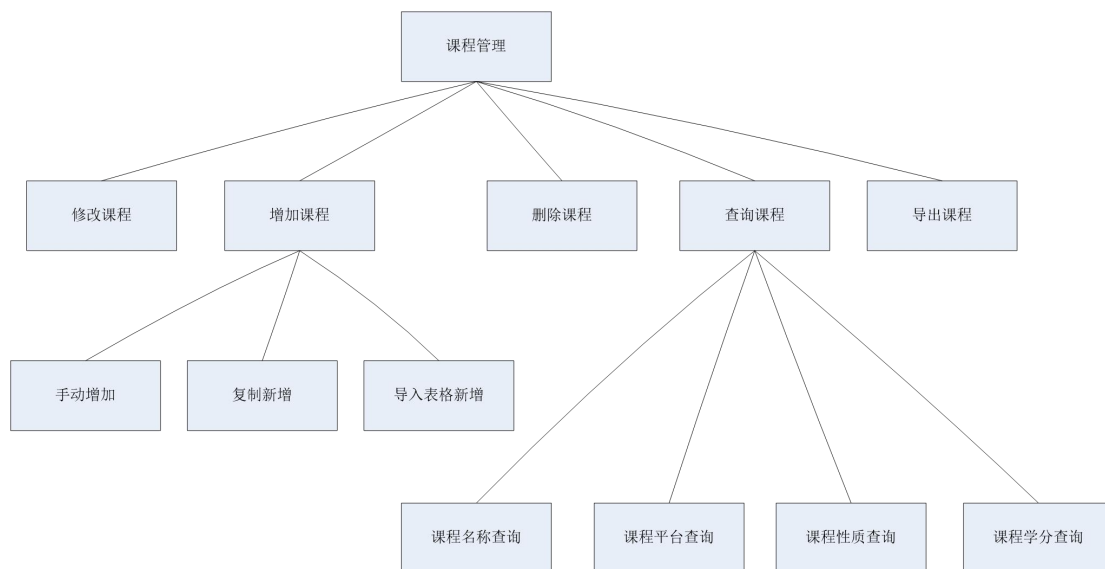 课程管理
修改课程
增加课程
删除课程
查询课程
导出课程
手动增加
复制新增
导入表格新增
课程名称查询
课程平台查询
课程性质查询
课程学分查询